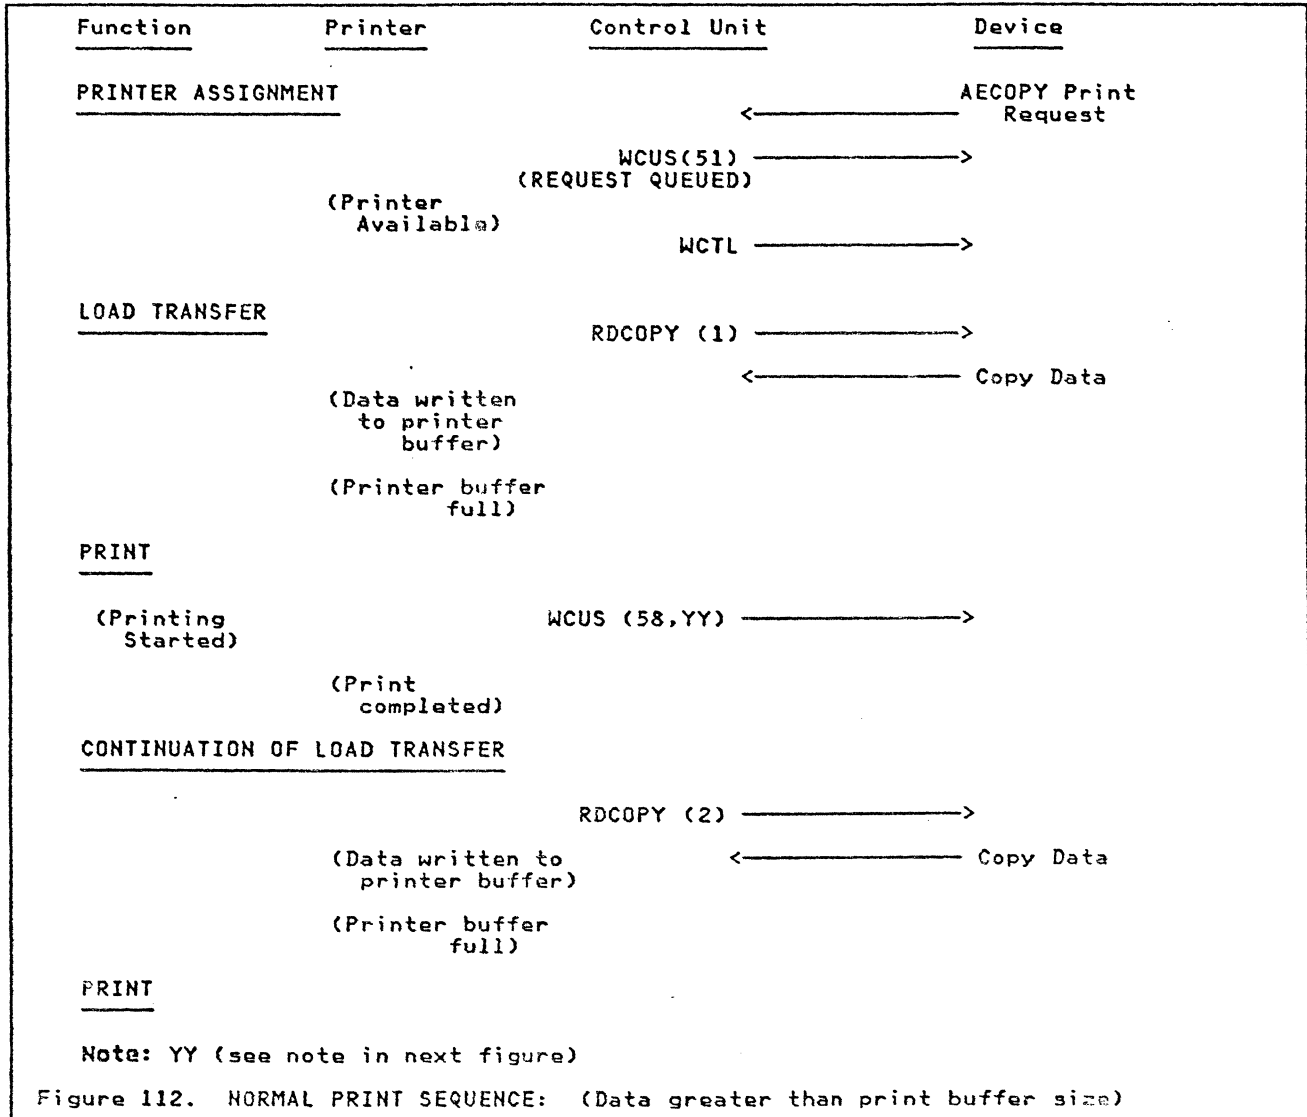 Function Printer Control Unit Device
PRINTER ASSIGNMENT AECOPY Print
<———— Request
WCUS(51) ————>
(REQUEST QUEUED)
(Printer
Available)
WCTL ————>
LOAD TRANSFER
RDCOPY (1) ————>
<———— Copy Data
(Data written
to printer
buffer)
(Printer buffer
full)
PRINT
(Printing WCUS (58,YY) ————>
Started)
(Print
completed)
CONTINUATION OF LOAD TRANSFER
RDCOPY (2) ————>
(Data written to <———— Copy Data
printer buffer)
(Printer buffer
full)
PRINT
Note: YY (see note in next figure)
Figure 112. NORMAL PRINT SEQUENCE: (Data greater than print buffer size)